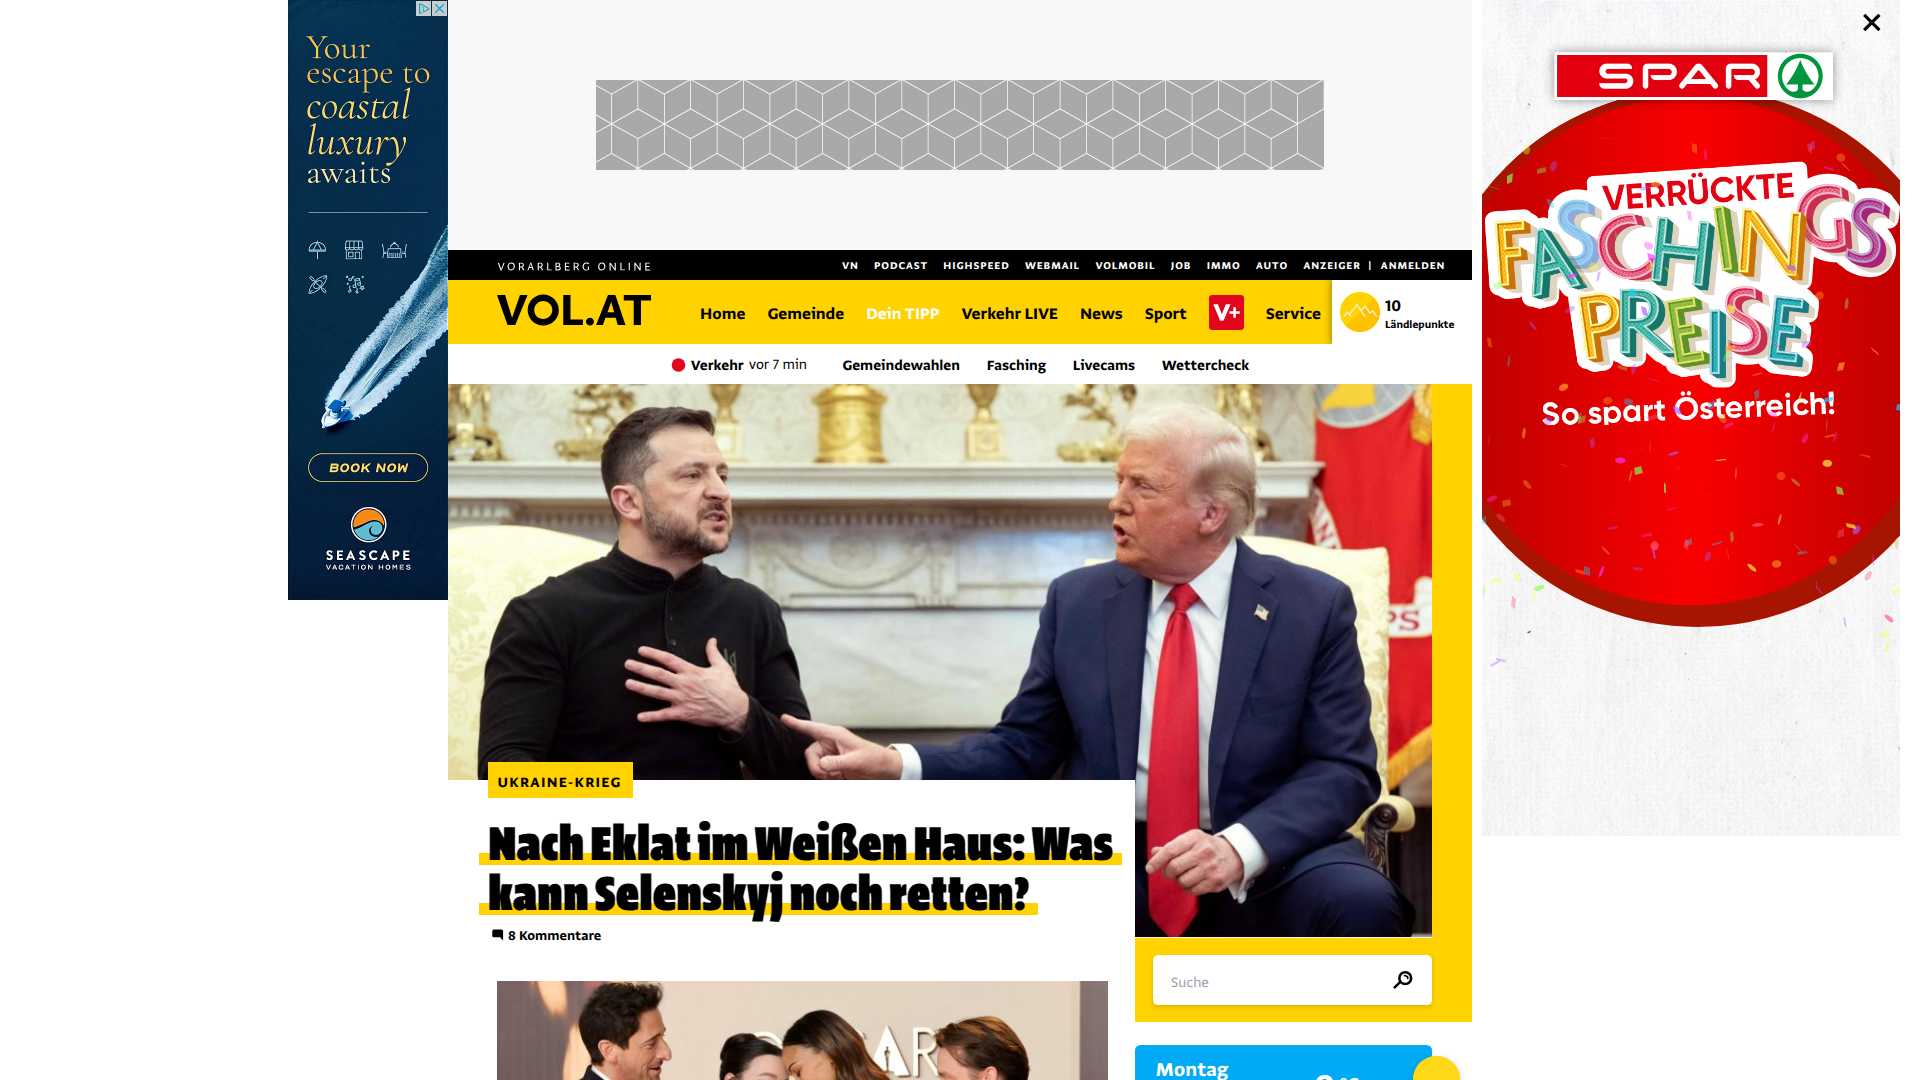 Your
escape to
coastal
luxury
awaits
BOOK NOW
SEASCAPE
VACATION HOMES
VORARLBERG ONLINE
VN PODCAST HIGHSPEED WEBMAIL VOLMOBIL JOB IMMO AUTO ANZEIGER | ANMELDEN
VOL.AT
Home Gemeinde Dein TIPP Verkehr LIVE News Sport V+ Service
10
Ländlepunkte
Verkehr vor 7 min Gemeindewahlen Fasching Livecams Wettercheck
UKRAINE-KRIEG
Nach Eklat im Weißen Haus: Was
kann Selenskyj noch retten?
8 Kommentare
Suche
Montag
SPAR
VERRÜCKTE
FASCHINGS
PREISE
So spart Österreich!